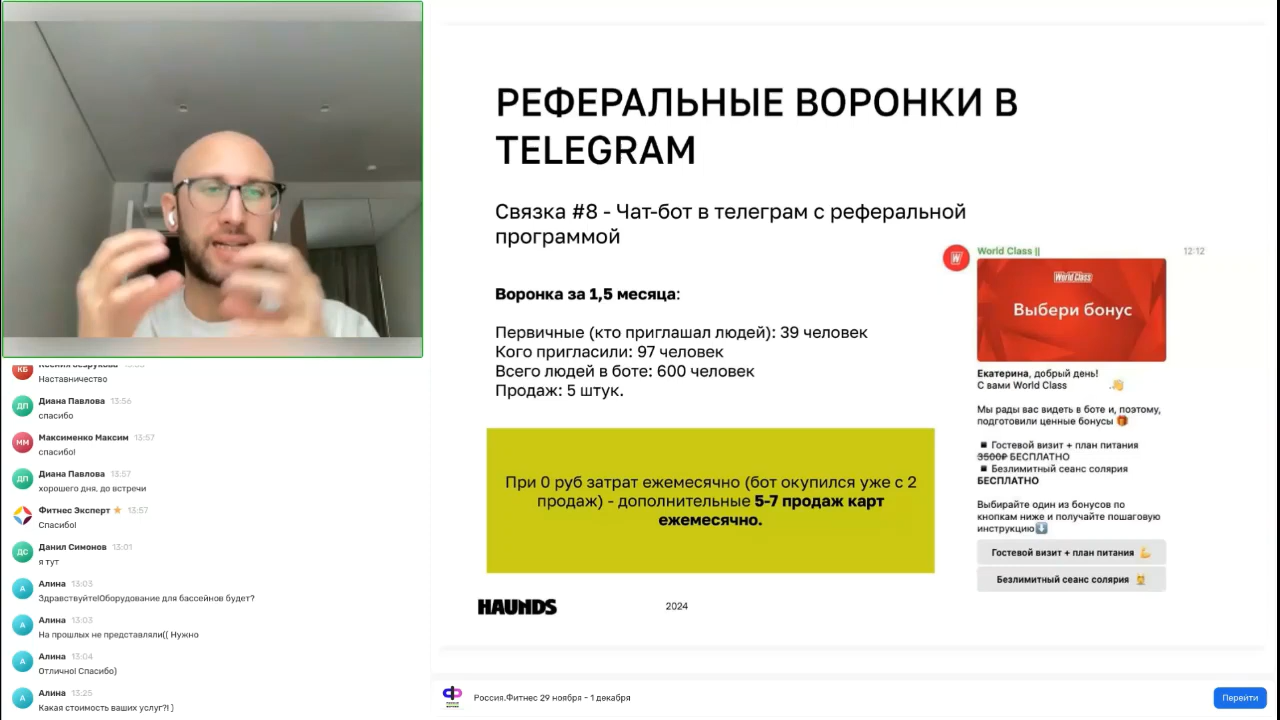 РЕФЕРАЛЬНЫЕ ВОРОНКИ В
TELEGRAM
Связка #8 - Чат-бот в телеграм с реферальной
программой
Воронка за 1,5 месяца:
Первичные (кто приглашал людей): 39 человек
Кого пригласили: 97 человек
Всего людей в боте: 600 человек
Продаж: 5 штук.
При 0 руб затрат ежемесячно (бот окупился уже с 2
продаж) - дополнительные 5-7 продаж карт
ежемесячно.
HAUNDS
2024
World Class ||
12:12
W
World Class
Выбери бонус
Екатерина, добрый день!
С вами World Class
Мы рады вас видеть в боте и, поэтому,
подготовили ценные бонусы 🎁
▪️ Гостевой визит + план питания
3500₽ БЕСПЛАТНО
▪️ Безлимитный сеанс солярия
БЕСПЛАТНО
Выбирайте один из бонусов по
кнопкам ниже и получайте пошаговую
инструкцию⬇️
Гостевой визит + план питания 💪
Безлимитный сеанс солярия
КБ
Наставничество
ДП
Диана Павлова 13:56
спасибо
ММ
Максименко Максим 13:57
спасибо!
ДП
Диана Павлова 13:57
хорошего дня, до встречи
Фитнес Эксперт ⭐ 13:57
Спасибо!
ДС
Данил Симонов 13:01
я тут
А
Алина 13:03
Здравствуйте!Оборудование для бассейнов будет?
А
Алина 13:03
На прошлых не представляли(( Нужно
А
Алина 13:04
Отлично! Спасибо)
А
Алина 13:25
Какая стоимость ваших услуг?! )
Россия.Фитнес 29 ноября - 1 декабря
Перейти